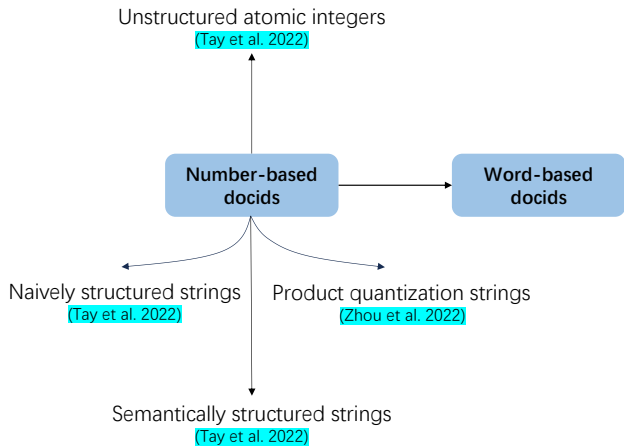 Unstructured atomic integers
(Tay et al. 2022)
Number-based
docids
Word-based
docids
Naively structured strings
(Tay et al. 2022)
Product quantization strings
(Zhou et al. 2022)
Semantically structured strings
(Tay et al. 2022)